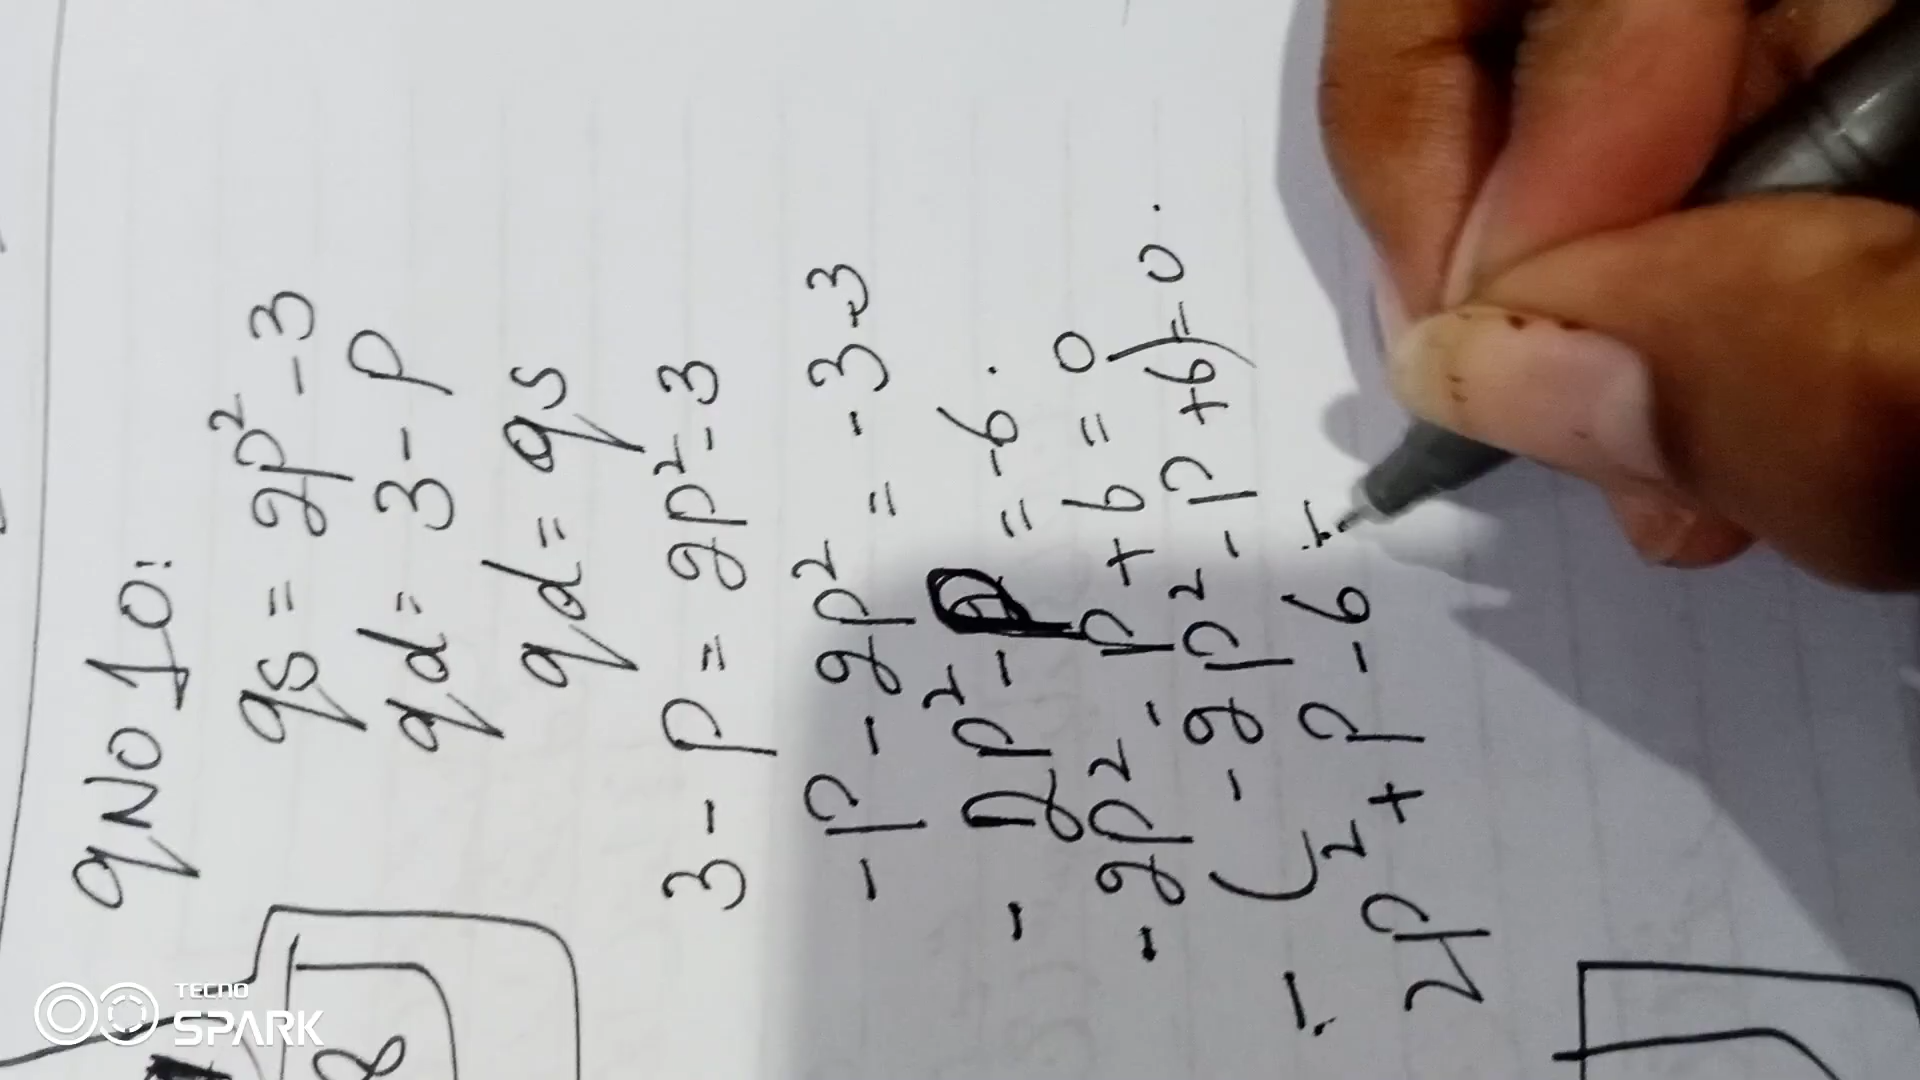 qNo 10:
qs = 2p² - 3
qd = 3 - p
qd = qs
3 - p = 2p² - 3
- p - 2p² = - 3 - 3
- 2p² - p = - 6.
- 2p² - p + 6 = 0
- (- 2p² - p + 6) = 0.
2p² + p - 6
8
TECNO
SPARK